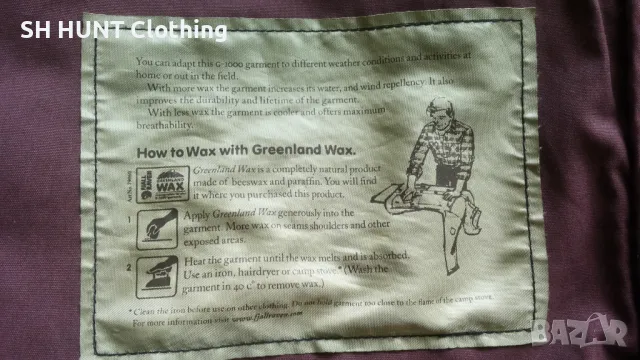 SH HUNT Clothing
You can adapt this G-1000 garment to different weather conditions and activities at
home or out in the field.
With more wax the garment increases its water, and wind repellency. It also
improves the durability and lifetime of the garment.
With less wax the garment is cooler and offers maximum
breathability.
How to Wax with Greenland Wax.
FJÄLL RÄVEN
GREENLAND
WAX
Greenland Wax is a completely natural product
made of beeswax and paraffin. You will find
it where you purchased this product.
1 Apply Greenland Wax generously into the
garment. More wax on seams shoulders and other
exposed areas.
2 Heat the garment until the wax melts and is absorbed.
Use an iron, hairdryer or camp stove.* (Wash the
garment in 40 C° to remove wax.)
* Clean the iron before use on other clothing. Do not hold garment too close to the flame of the camp stove.
For more information visit www.fjallraven.com
BAZAR
.bg